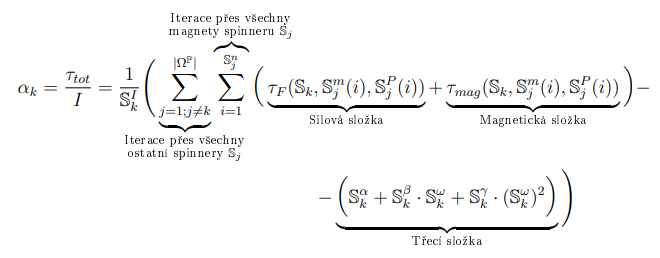 Iterace přes všechny
magnety spinneru 𝕊_j
α_k = τ_tot / I = 1 / 𝕊_k^I ( ∑_{j=1;j≠k}^{|Ω^ℙ|} ∑_{i=1}^{𝕊_j^n} ( τ_F(𝕊_k, 𝕊_j^m(i), 𝕊_j^P(i)) + τ_mag(𝕊_k, 𝕊_j^m(i), 𝕊_j^P(i)) ) −
Silová složka Magnetická složka
Iterace přes všechny
ostatní spinnery 𝕊_j
− ( 𝕊_k^α + 𝕊_k^β · 𝕊_k^ω + 𝕊_k^γ · (𝕊_k^ω)^2 ) )
Třecí složka